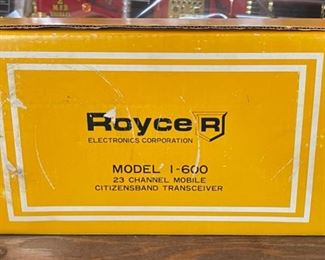 Royce R
ELECTRONICS CORPORATION
MODEL 1-600
23 CHANNEL MOBILE
CITIZENSBAND TRANSCEIVER